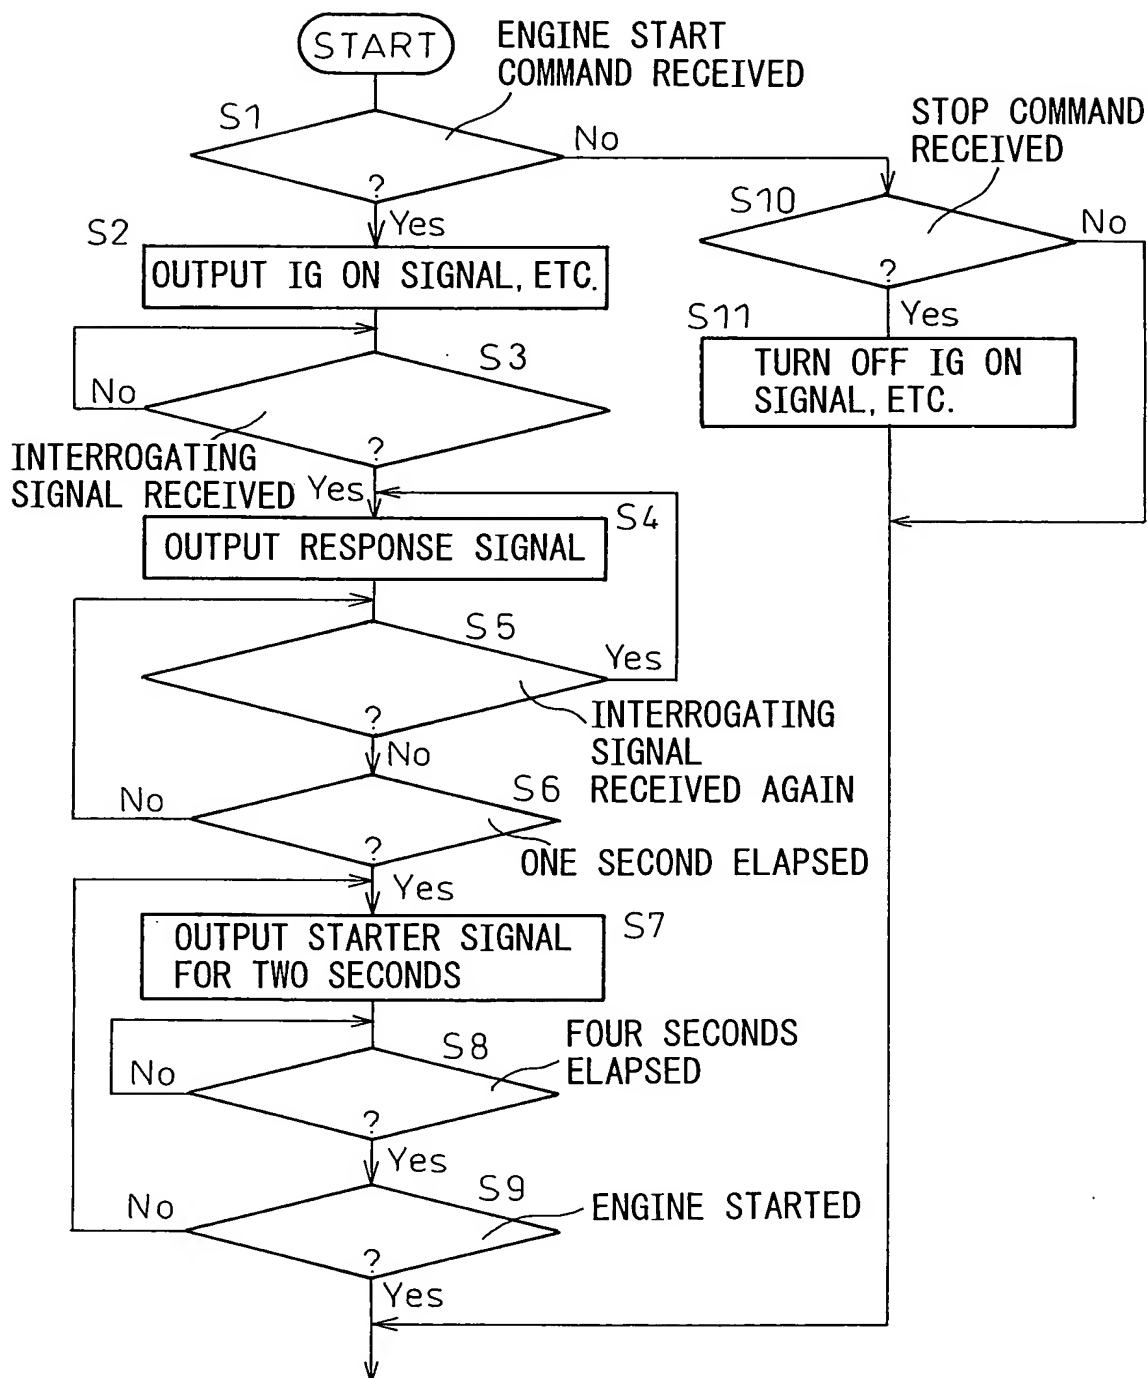 START
ENGINE START
COMMAND RECEIVED
S1
?
No
Yes
STOP COMMAND
RECEIVED
S10
?
No
Yes
S2
OUTPUT IG ON SIGNAL, ETC.
S11
TURN OFF IG ON
SIGNAL, ETC.
S3
No
?
INTERROGATING
SIGNAL RECEIVED
Yes
S4
OUTPUT RESPONSE SIGNAL
S5
Yes
?
INTERROGATING
SIGNAL
RECEIVED AGAIN
No
S6
No
?
ONE SECOND ELAPSED
Yes
S7
OUTPUT STARTER SIGNAL
FOR TWO SECONDS
S8
FOUR SECONDS
ELAPSED
No
?
Yes
S9
No
ENGINE STARTED
?
Yes